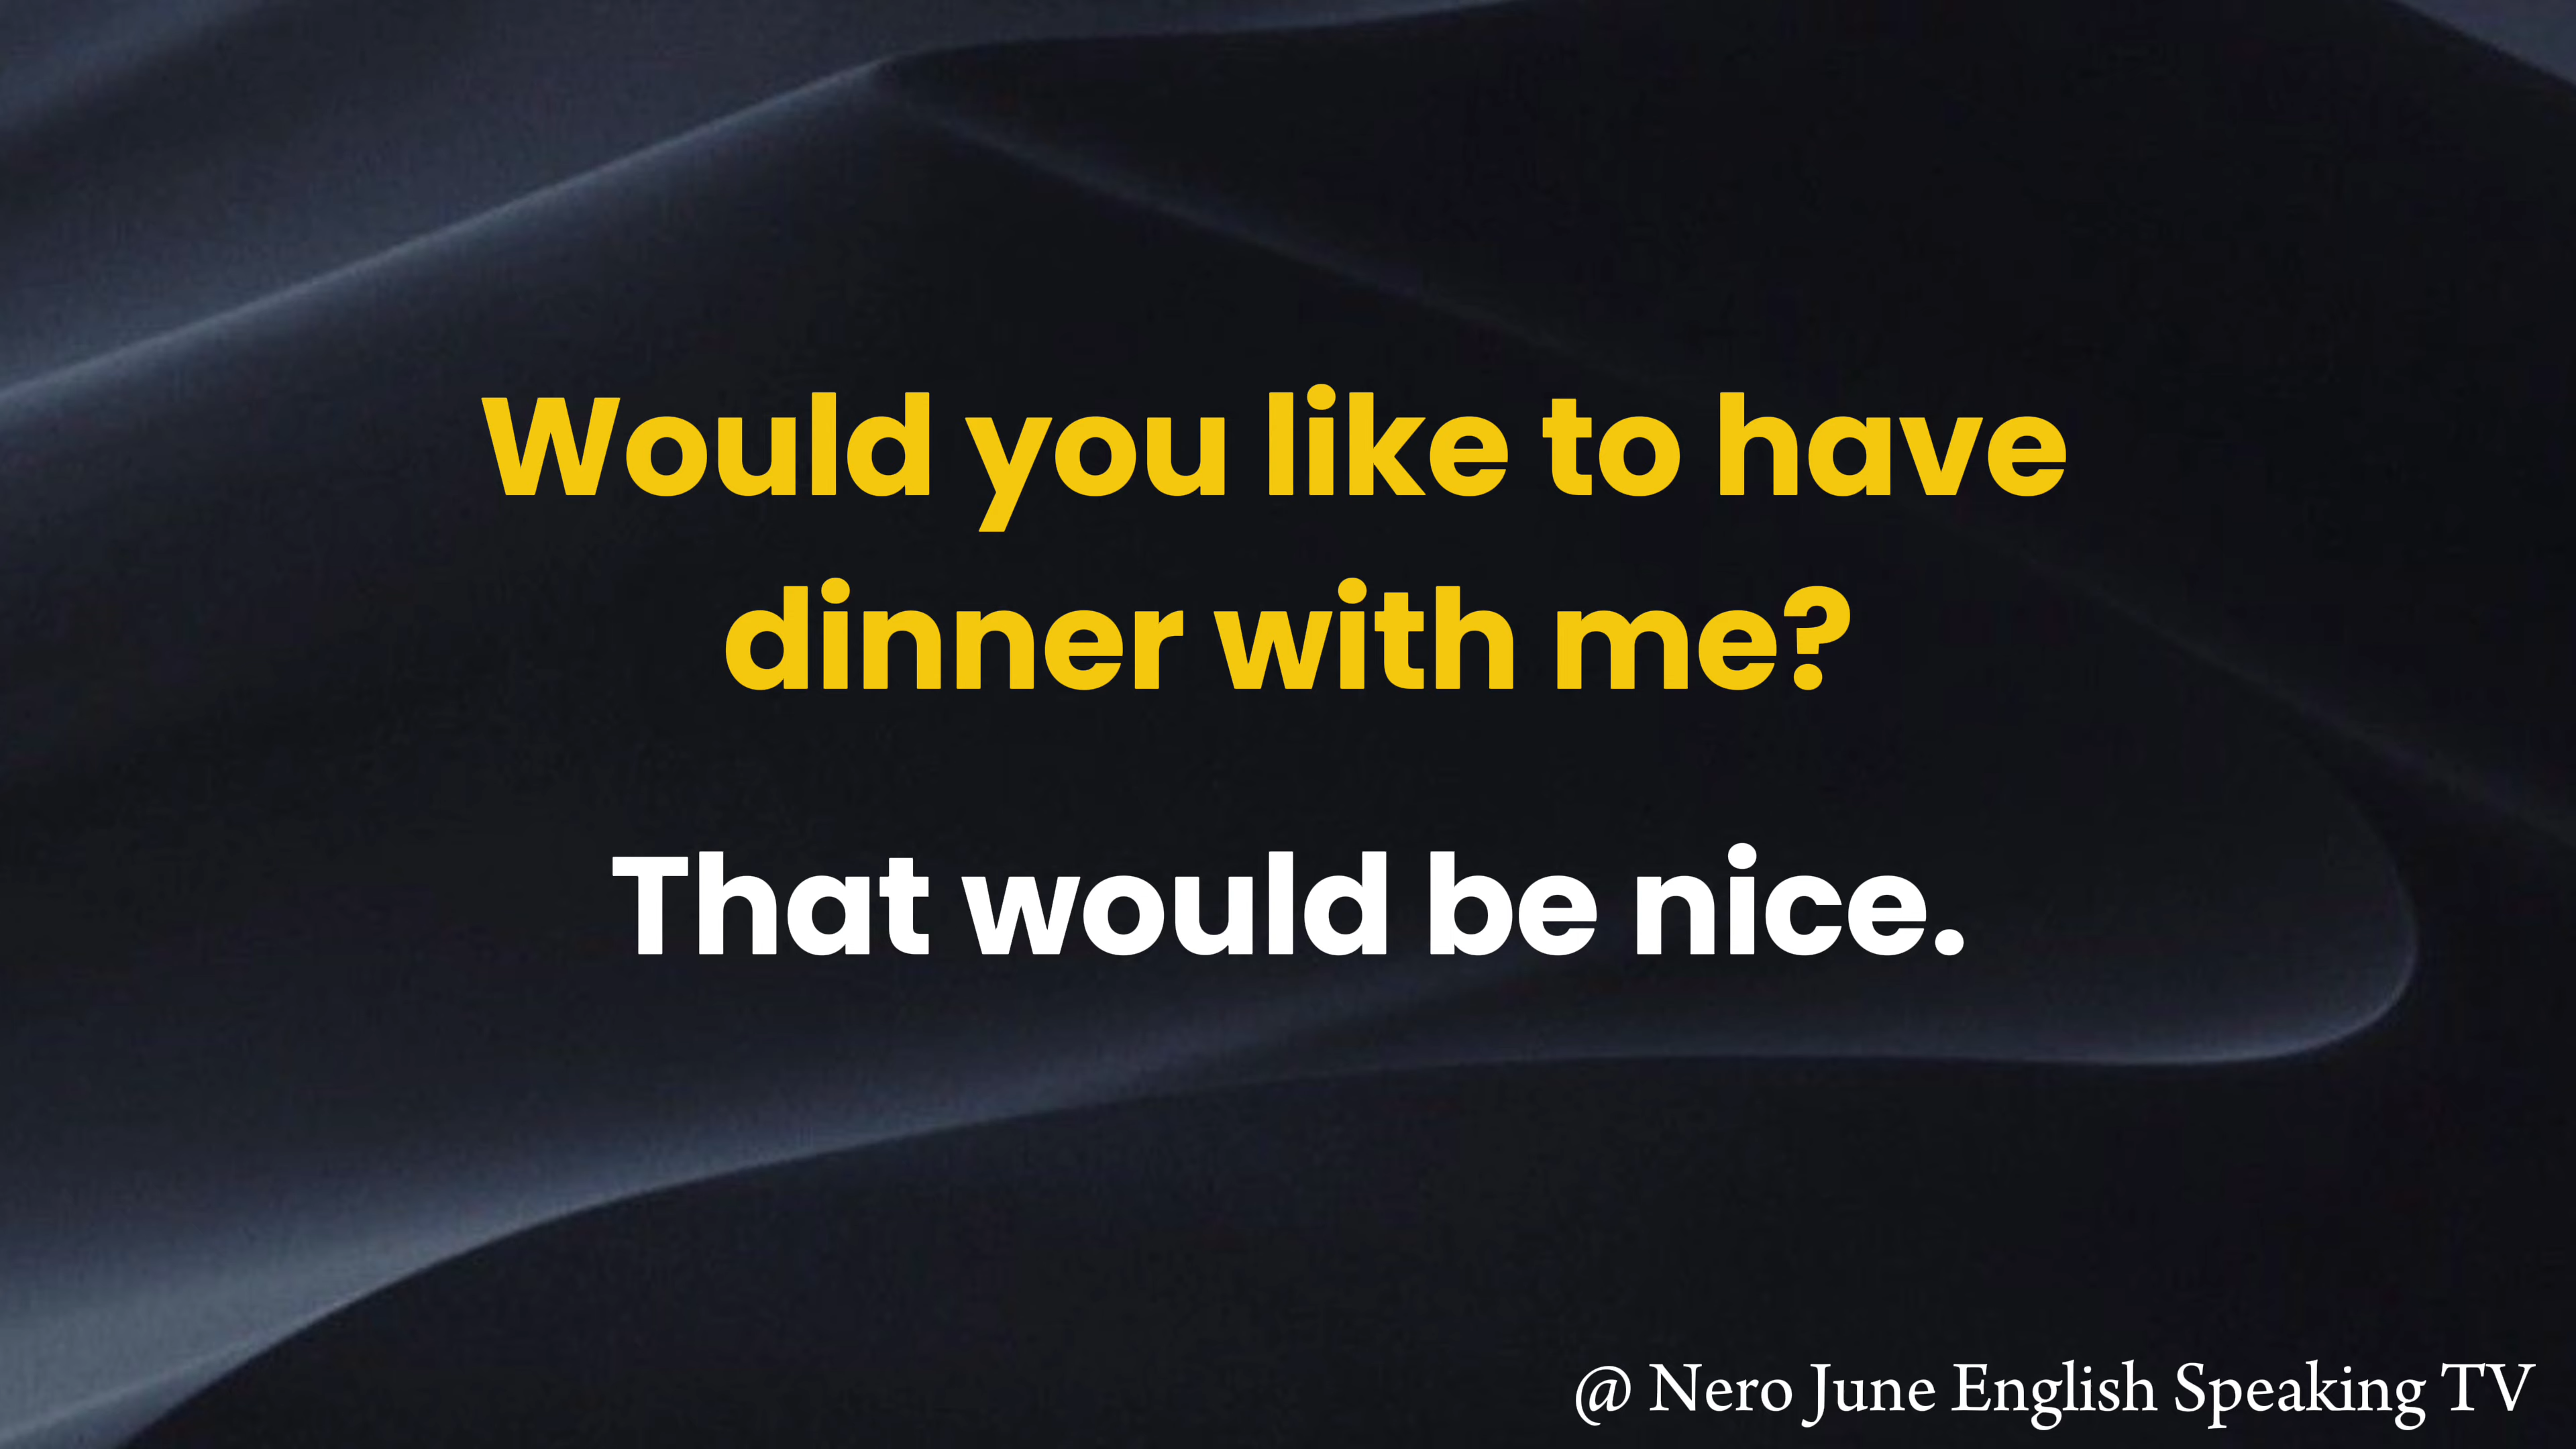 Would you like to have
dinner with me?
That would be nice.
@ Nero June English Speaking TV